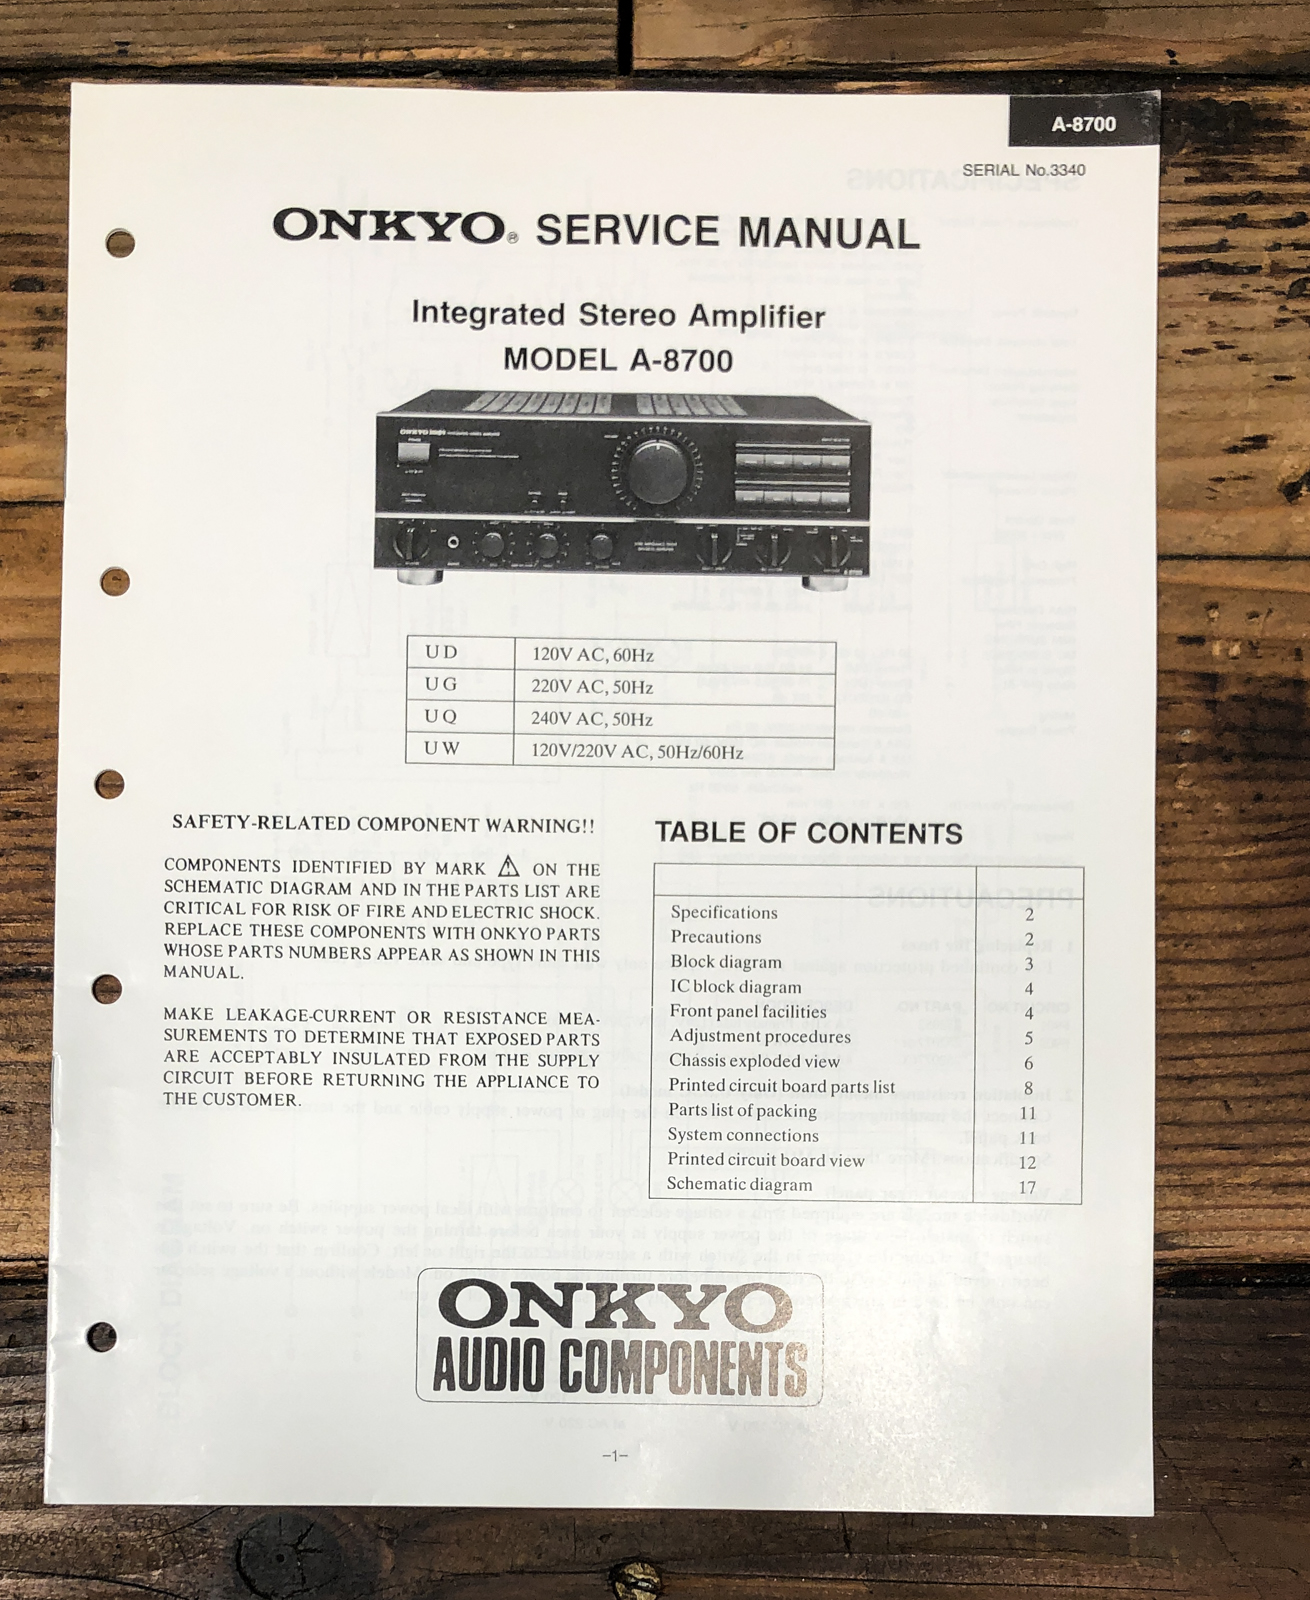 A-8700
SERIAL No.3340
ONKYO® SERVICE MANUAL
Integrated Stereo Amplifier
MODEL A-8700
UD 120V AC, 60Hz
UG 220V AC, 50Hz
UQ 240V AC, 50Hz
UW 120V/220V AC, 50Hz/60Hz
SAFETY-RELATED COMPONENT WARNING!!
COMPONENTS IDENTIFIED BY MARK ⚠ ON THE
SCHEMATIC DIAGRAM AND IN THE PARTS LIST ARE
CRITICAL FOR RISK OF FIRE AND ELECTRIC SHOCK.
REPLACE THESE COMPONENTS WITH ONKYO PARTS
WHOSE PARTS NUMBERS APPEAR AS SHOWN IN THIS
MANUAL.
MAKE LEAKAGE-CURRENT OR RESISTANCE MEA-
SUREMENTS TO DETERMINE THAT EXPOSED PARTS
ARE ACCEPTABLY INSULATED FROM THE SUPPLY
CIRCUIT BEFORE RETURNING THE APPLIANCE TO
THE CUSTOMER.
TABLE OF CONTENTS
Specifications 2
Precautions 2
Block diagram 3
IC block diagram 4
Front panel facilities 4
Adjustment procedures 5
Chassis exploded view 6
Printed circuit board parts list 8
Parts list of packing 11
System connections 11
Printed circuit board view 12
Schematic diagram 17
ONKYO
AUDIO COMPONENTS
–1–